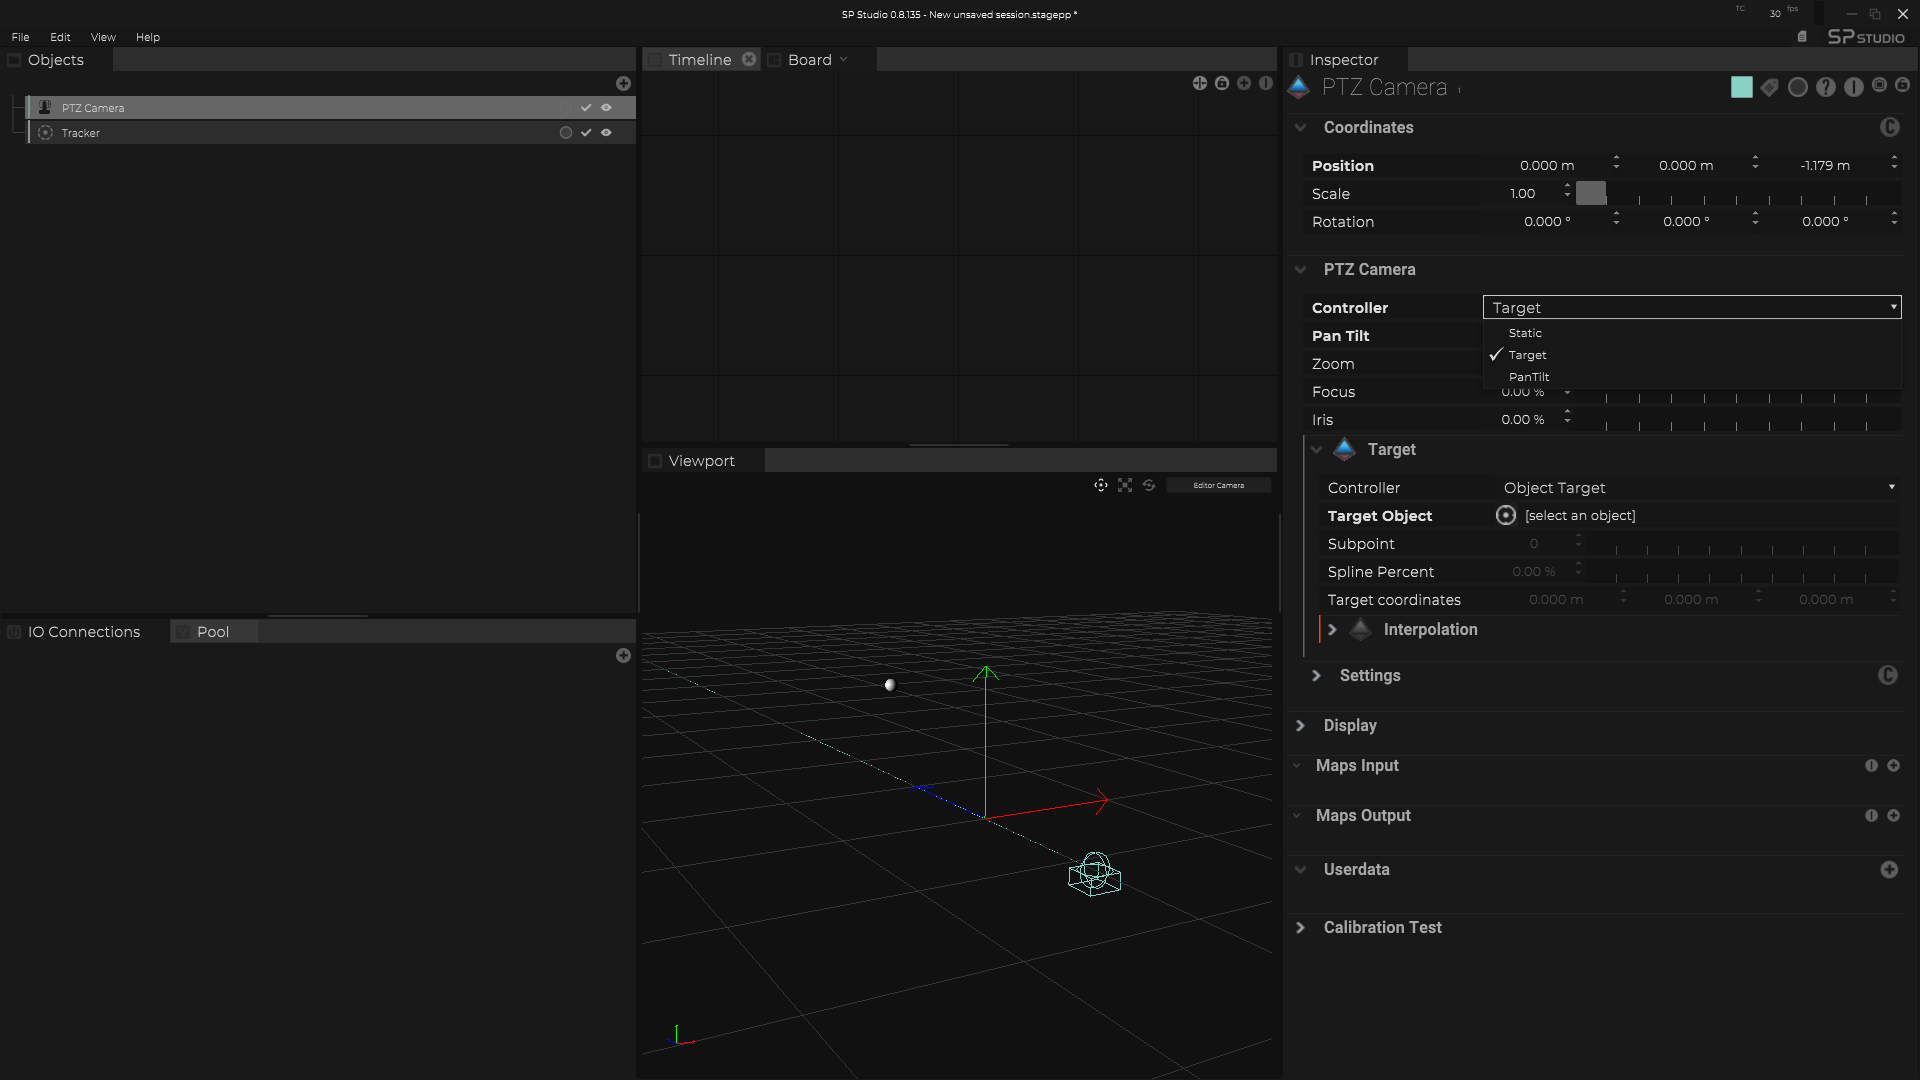 SP Studio 0.8.135 - New unsaved session.stagepp *
TC
30 fps
File Edit View Help
SP STUDIO
Objects
PTZ Camera
Tracker
Timeline
Board
Viewport
Editor Camera
IO Connections
Pool
Inspector
PTZ Camera 1
Coordinates
C
Position 0.000 m 0.000 m -1.179 m
Scale 1.00
Rotation 0.000 ° 0.000 ° 0.000 °
PTZ Camera
Controller Target
Static
Pan Tilt
Target
Zoom
PanTilt
Focus 0.00 %
Iris 0.00 %
Target
Controller Object Target
Target Object [select an object]
Subpoint 0
Spline Percent 0.00 %
Target coordinates 0.000 m 0.000 m 0.000 m
Interpolation
Settings
C
Display
Maps Input
Maps Output
Userdata
Calibration Test